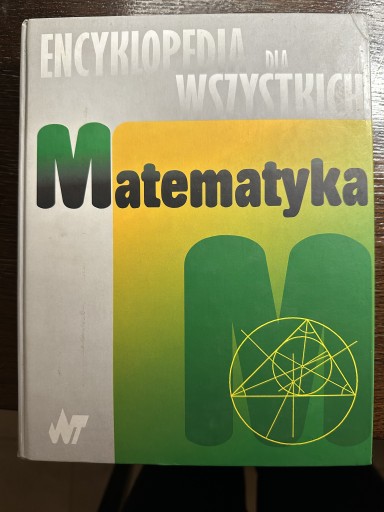 ENCYKLOPEDIA
DLA
WSZYSTKICH
Matematyka
M
WNT